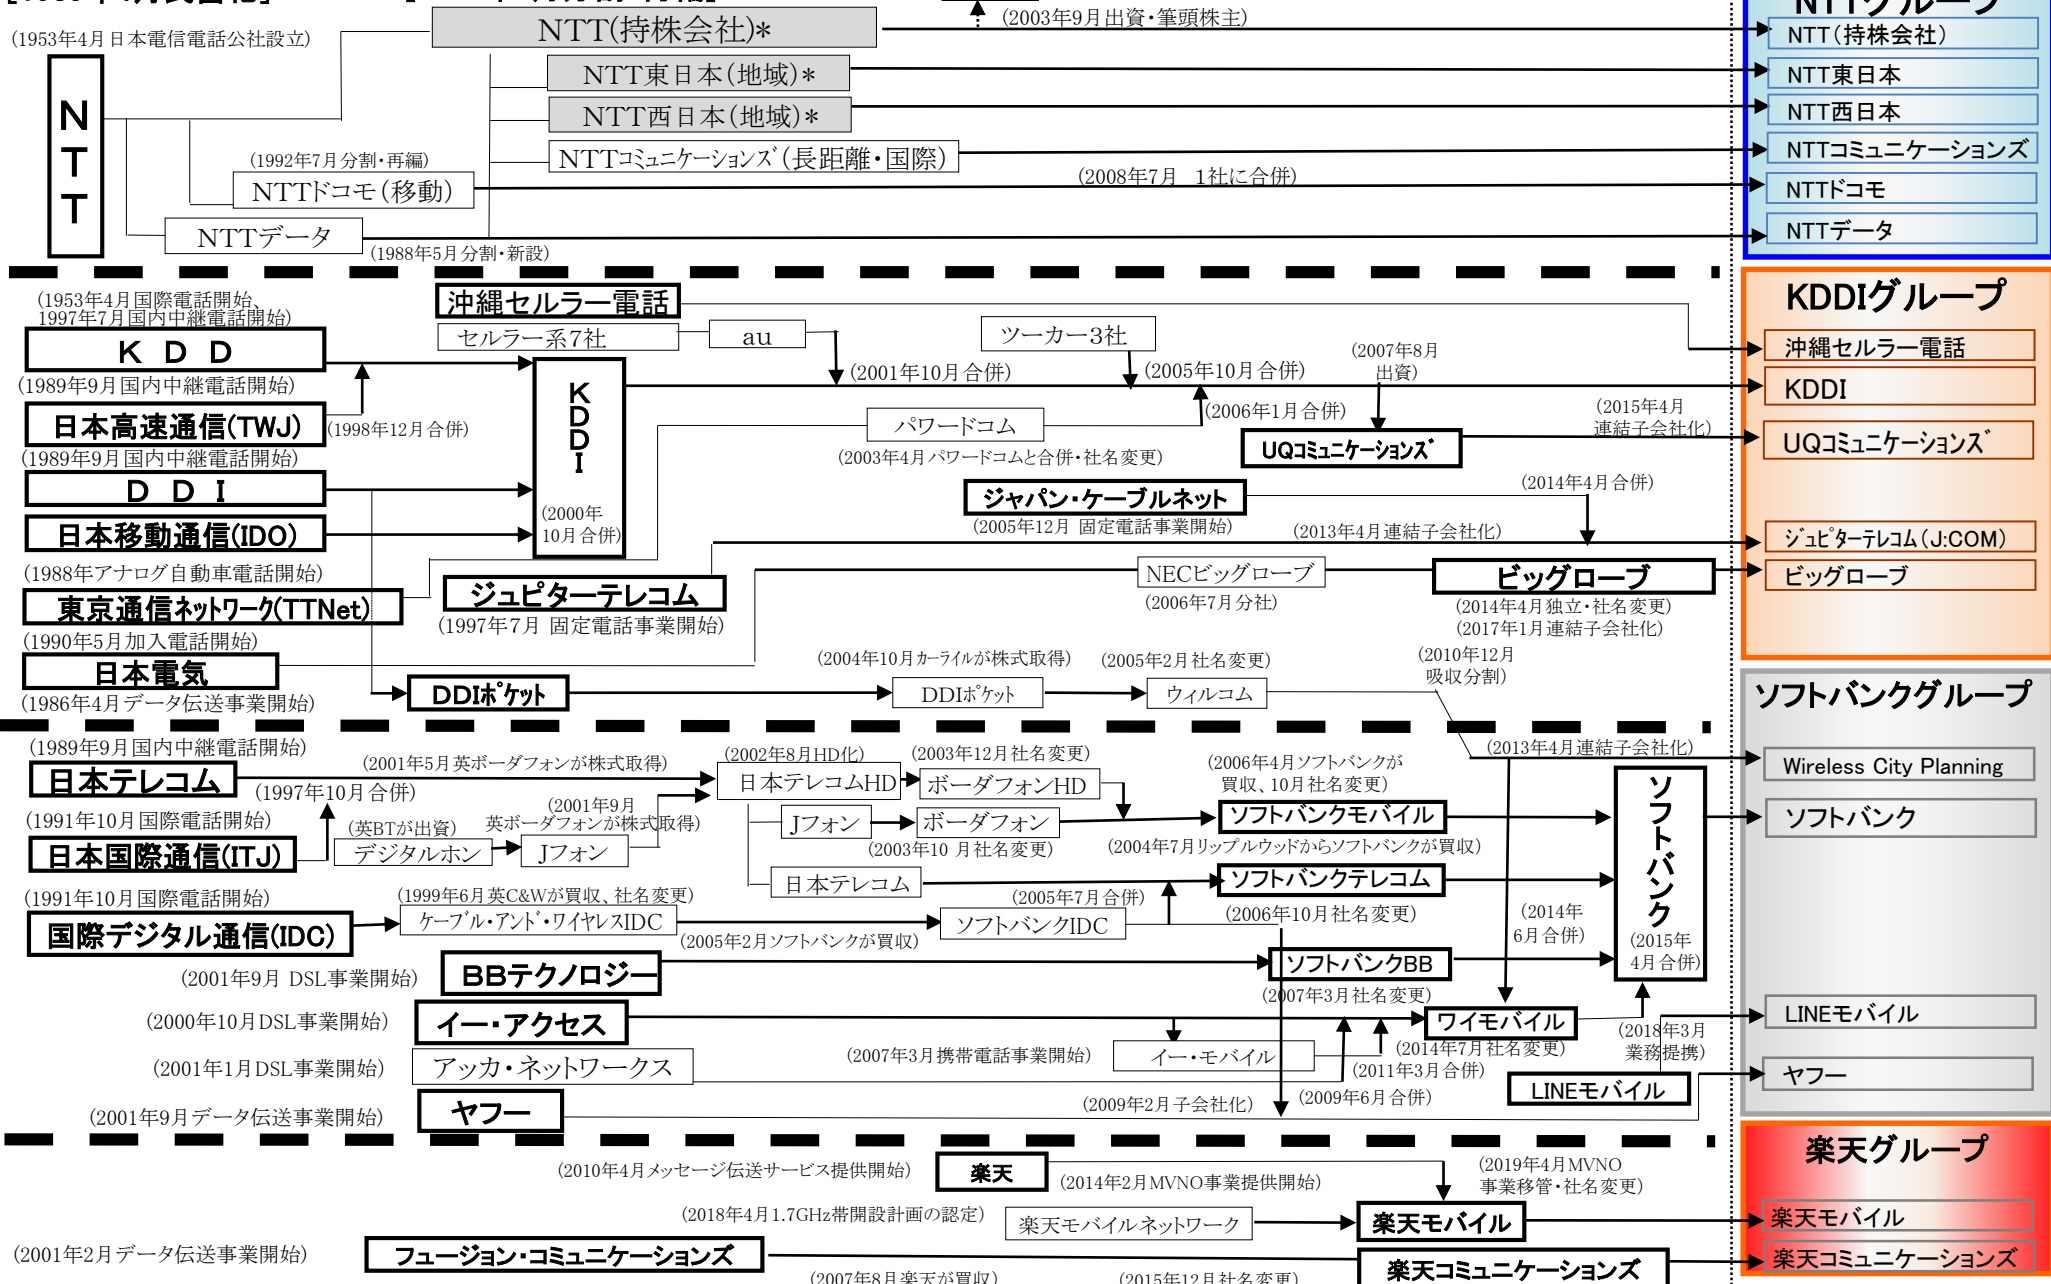 (2003年9月出資・筆頭株主)
(1953年4月日本電信電話公社設立)
NTT
NTT(持株会社)*
NTT東日本(地域)*
NTT西日本(地域)*
NTTコミュニケーションズ(長距離・国際)
(1992年7月分割・再編)
NTTドコモ(移動)
(2008年7月 1社に合併)
NTTデータ
(1988年5月分割・新設)
NTTグループ
NTT(持株会社)
NTT東日本
NTT西日本
NTTコミュニケーションズ
NTTドコモ
NTTデータ
(1953年4月国際電話開始、
1997年7月国内中継電話開始)
KDD
(1989年9月国内中継電話開始)
日本高速通信(TWJ)
(1998年12月合併)
(1989年9月国内中継電話開始)
DDI
日本移動通信(IDO)
(1988年アナログ自動車電話開始)
東京通信ネットワーク(TTNet)
(1990年5月加入電話開始)
日本電気
(1986年4月データ伝送事業開始)
沖縄セルラー電話
セルラー系7社
au
ツーカー3社
KDDI
(2000年
10月合併)
(2001年10月合併)
(2005年10月合併)
(2007年8月
出資)
パワードコム
(2006年1月合併)
(2003年4月パワードコムと合併・社名変更)
UQコミュニケーションズ
(2015年4月
連結子会社化)
ジャパン・ケーブルネット
(2005年12月 固定電話事業開始)
(2014年4月合併)
(2013年4月連結子会社化)
ジュピターテレコム
(1997年7月 固定電話事業開始)
NECビッグローブ
(2006年7月分社)
ビッグローブ
(2014年4月独立・社名変更)
(2017年1月連結子会社化)
DDIポケット
(2004年10月カーライルが株式取得)
DDIポケット
(2005年2月社名変更)
ウィルコム
(2010年12月
吸収分割)
KDDIグループ
沖縄セルラー電話
KDDI
UQコミュニケーションズ
ジュピターテレコム(J:COM)
ビッグローブ
(1989年9月国内中継電話開始)
日本テレコム
(2001年5月英ボーダフォンが株式取得)
(1997年10月合併)
(1991年10月国際電話開始)
日本国際通信(ITJ)
(英BTが出資)
デジタルホン
(2001年9月
英ボーダフォンが株式取得)
Jフォン
(2002年8月HD化)
日本テレコムHD
(2003年12月社名変更)
ボーダフォンHD
Jフォン
ボーダフォン
(2003年10 月社名変更)
(2006年4月ソフトバンクが
買収、10月社名変更)
ソフトバンクモバイル
(2004年7月リップルウッドからソフトバンクが買収)
日本テレコム
ソフトバンクテレコム
(2006年10月社名変更)
(1991年10月国際電話開始)
国際デジタル通信(IDC)
(1999年6月英C&Wが買収、社名変更)
ケーブル・アンド・ワイヤレスIDC
(2005年2月ソフトバンクが買収)
(2005年7月合併)
ソフトバンクIDC
(2001年9月 DSL事業開始)
BBテクノロジー
ソフトバンクBB
(2007年3月社名変更)
(2013年4月連結子会社化)
(2014年
6月合併)
ソフトバンク
(2015年
4月合併)
(2000年10月DSL事業開始)
イー・アクセス
ワイモバイル
(2014年7月社名変更)
(2007年3月携帯電話事業開始)
イー・モバイル
(2011年3月合併)
(2001年1月DSL事業開始)
アッカ・ネットワークス
(2009年6月合併)
(2018年3月
業務提携)
LINEモバイル
(2001年9月データ伝送事業開始)
ヤフー
(2009年2月子会社化)
ソフトバンクグループ
Wireless City Planning
ソフトバンク
LINEモバイル
ヤフー
(2010年4月メッセージ伝送サービス提供開始)
楽天
(2014年2月MVNO事業提供開始)
(2019年4月MVNO
事業移管・社名変更)
(2018年4月1.7GHz帯開設計画の認定)
楽天モバイルネットワーク
楽天モバイル
(2001年2月データ伝送事業開始)
フュージョン・コミュニケーションズ
(2007年8月楽天が買収)
(2015年12月社名変更)
楽天コミュニケーションズ
楽天グループ
楽天モバイル
楽天コミュニケーションズ